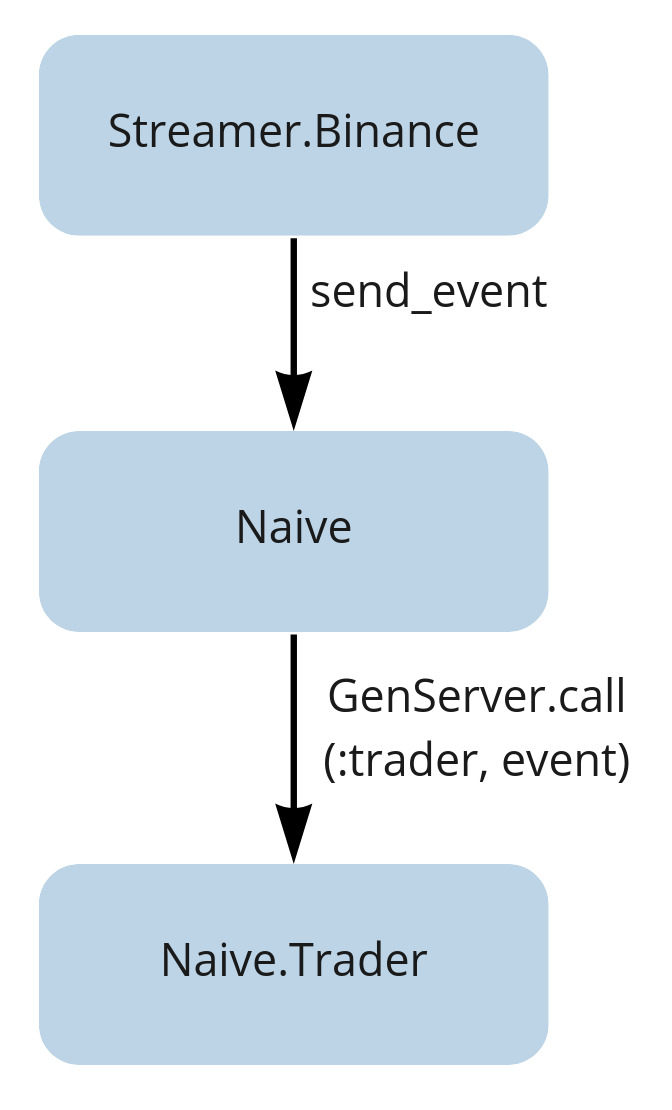 Streamer.Binance
send_event
Naive
GenServer.call
(:trader, event)
Naive.Trader